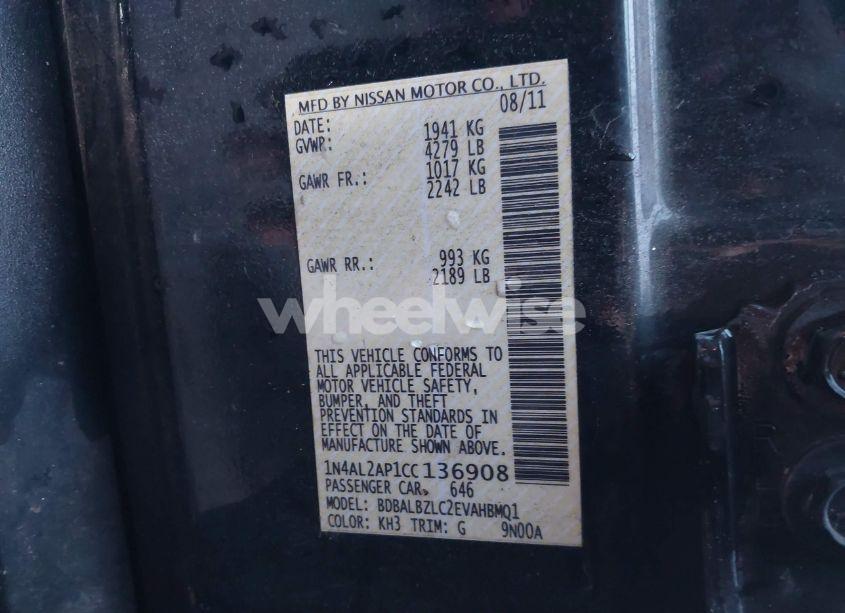 MFD BY NISSAN MOTOR CO., LTD.
DATE: 08/11
GVWR: 1941 KG
4279 LB
GAWR FR.: 1017 KG
2242 LB
GAWR RR.: 993 KG
2189 LB
wheelwise
THIS VEHICLE CONFORMS TO
ALL APPLICABLE FEDERAL
MOTOR VEHICLE SAFETY,
BUMPER, AND THEFT
PREVENTION STANDARDS IN
EFFECT ON THE DATE OF
MANUFACTURE SHOWN ABOVE.
1N4AL2AP1CC136908
PASSENGER CAR 646
MODEL: BDBALBZLC2EVAHBMQ1
COLOR: KH3 TRIM: G 9N00A